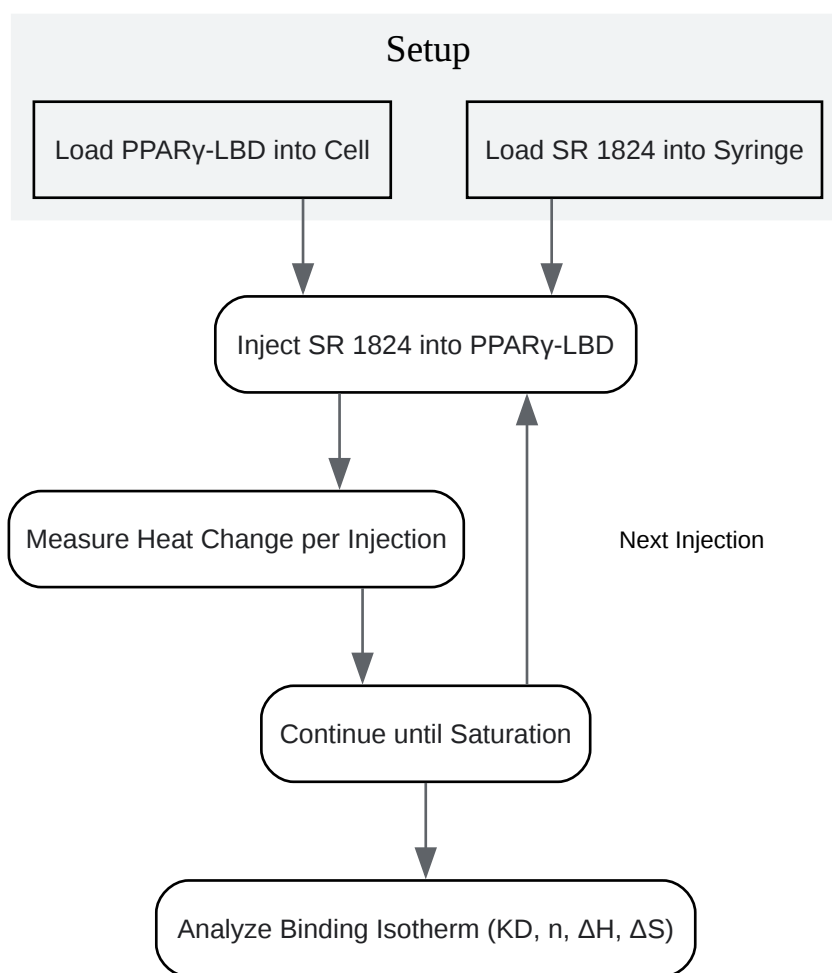 Setup
Load PPARγ-LBD into Cell
Load SR 1824 into Syringe
Inject SR 1824 into PPARγ-LBD
Measure Heat Change per Injection
Next Injection
Continue until Saturation
Analyze Binding Isotherm (KD, n, ΔH, ΔS)